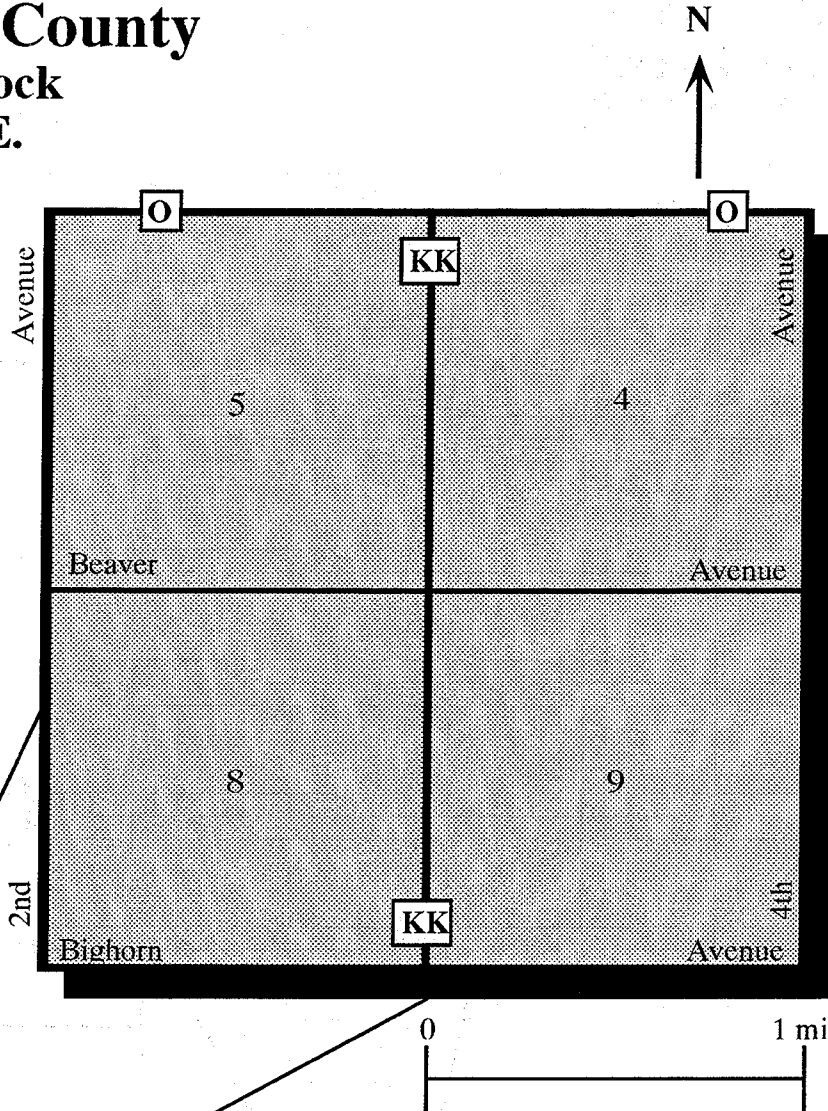 County
ock
E.
N
O
O
KK
Avenue
Avenue
5
4
Beaver
Avenue
8
9
2nd
4th
KK
Bighorn
Avenue
0
1 mi